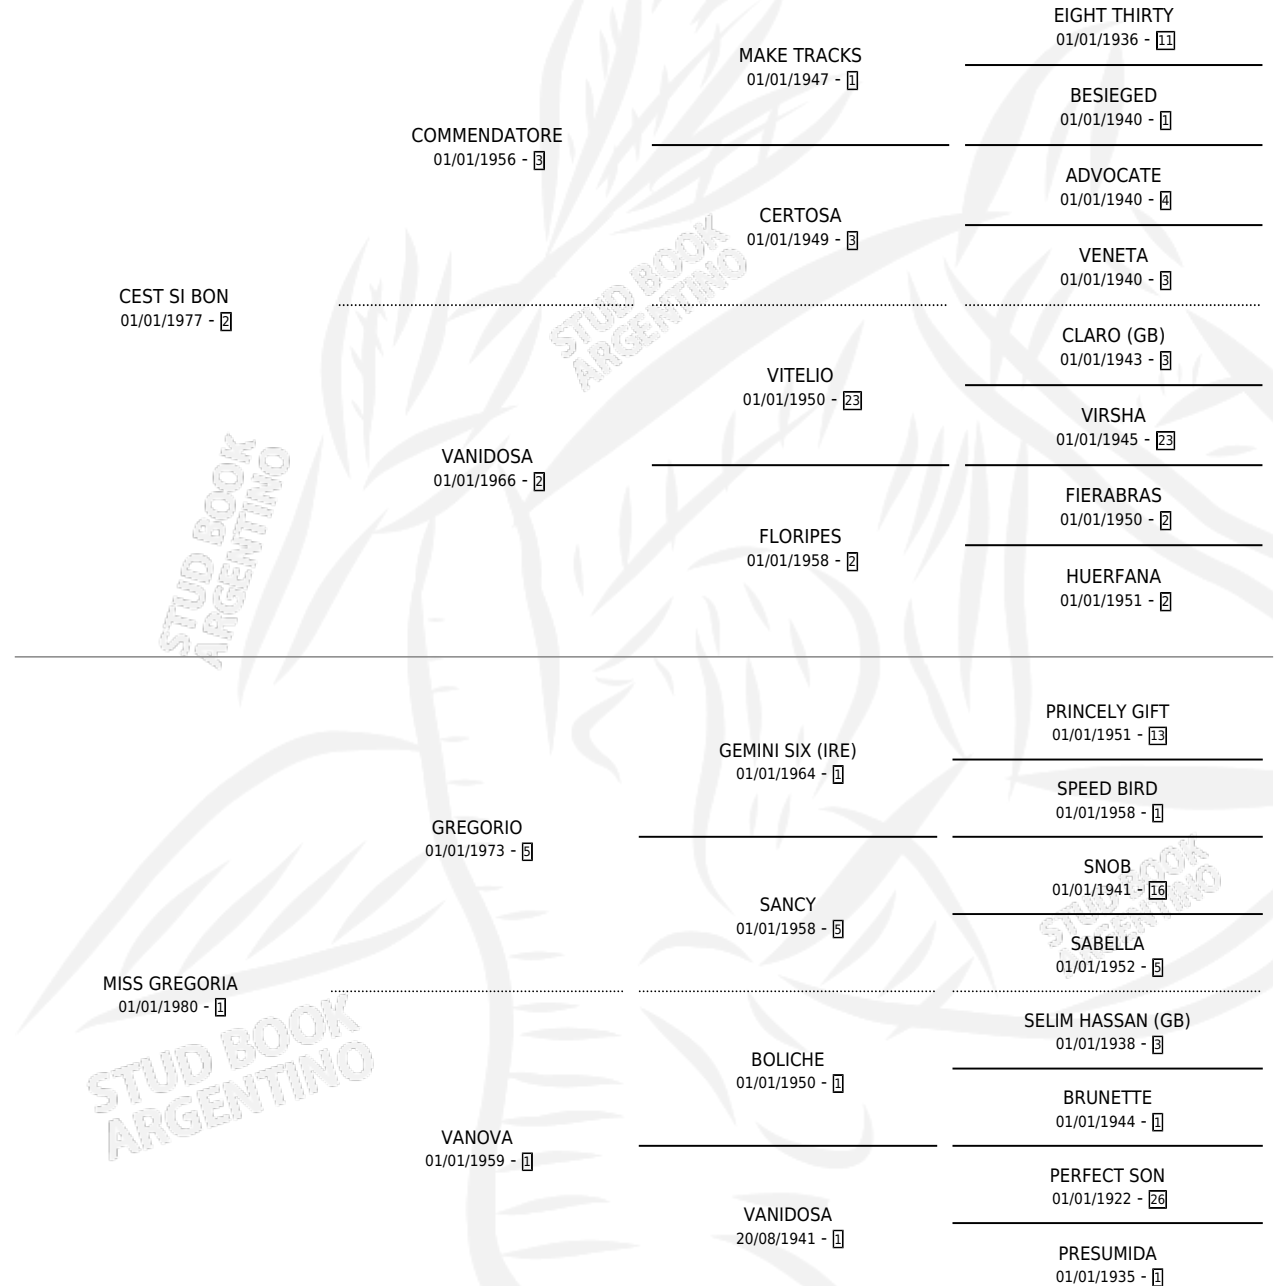 EIGHT THIRTY
01/01/1936 - 11
MAKE TRACKS
01/01/1947 - 1
BESIEGED
01/01/1940 - 1
COMMENDATORE
01/01/1956 - 3
ADVOCATE
01/01/1940 - 4
CERTOSA
01/01/1949 - 3
VENETA
01/01/1940 - 3
CEST SI BON
01/01/1977 - 2
CLARO (GB)
01/01/1943 - 3
VITELIO
01/01/1950 - 23
VIRSHA
01/01/1945 - 23
VANIDOSA
01/01/1966 - 2
FIERABRAS
01/01/1950 - 2
FLORIPES
01/01/1958 - 2
HUERFANA
01/01/1951 - 2
PRINCELY GIFT
01/01/1951 - 13
GEMINI SIX (IRE)
01/01/1964 - 1
SPEED BIRD
01/01/1958 - 1
GREGORIO
01/01/1973 - 5
SNOB
01/01/1941 - 16
SANCY
01/01/1958 - 5
SABELLA
01/01/1952 - 5
MISS GREGORIA
01/01/1980 - 1
SELIM HASSAN (GB)
01/01/1938 - 3
BOLICHE
01/01/1950 - 1
BRUNETTE
01/01/1944 - 1
VANOVA
01/01/1959 - 1
PERFECT SON
01/01/1922 - 26
VANIDOSA
20/08/1941 - 1
PRESUMIDA
01/01/1935 - 1
STUD BOOK
ARGENTINO
STUD BOOK
ARGENTINO
STUD BOOK
ARGENTINO
STUD BOOK
ARGENTINO